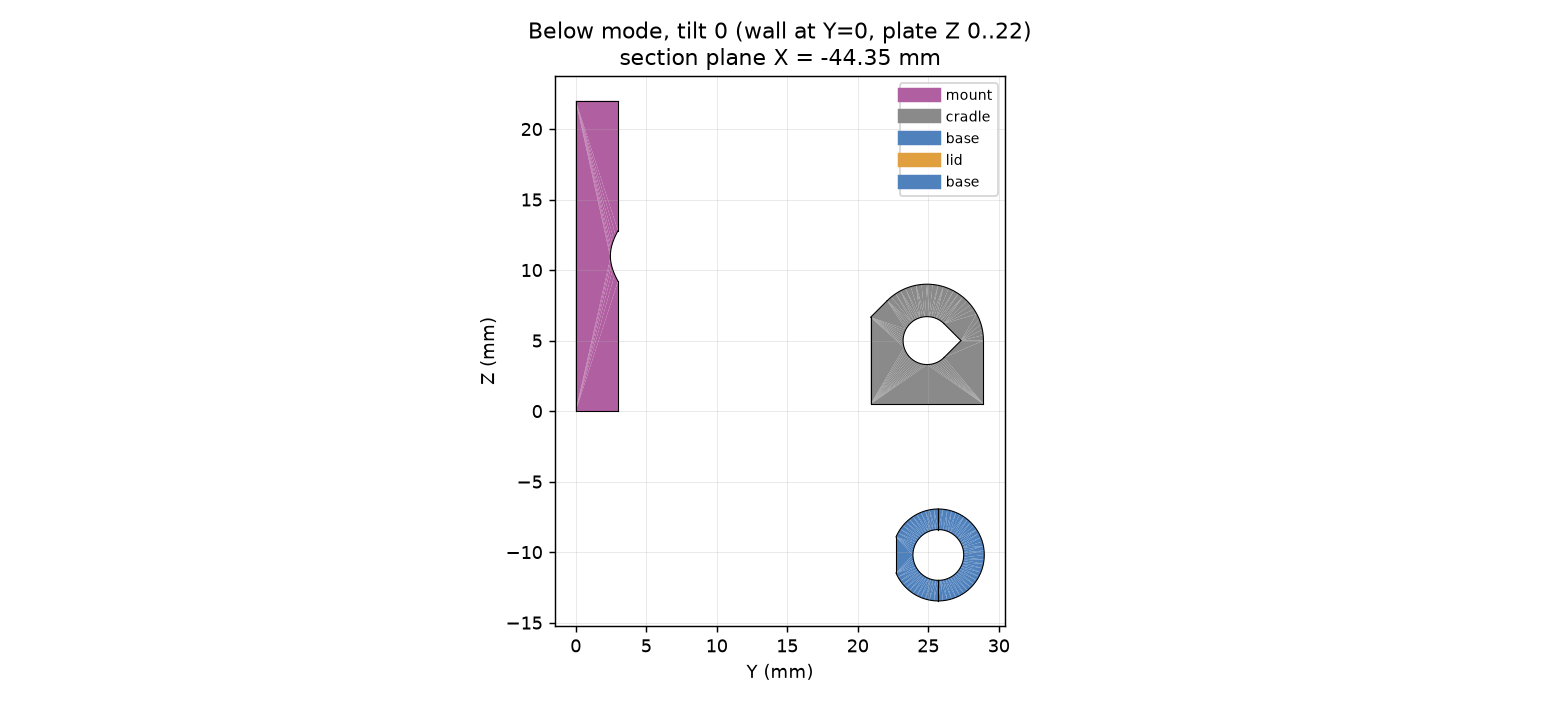 Below mode, tilt 0 (wall at Y=0, plate Z 0..22)
section plane X = -44.35 mm
mount
cradle
base
lid
base
20
15
10
5
0
−5
−10
−15
Z (mm)
0
5
10
15
20
25
30
Y (mm)